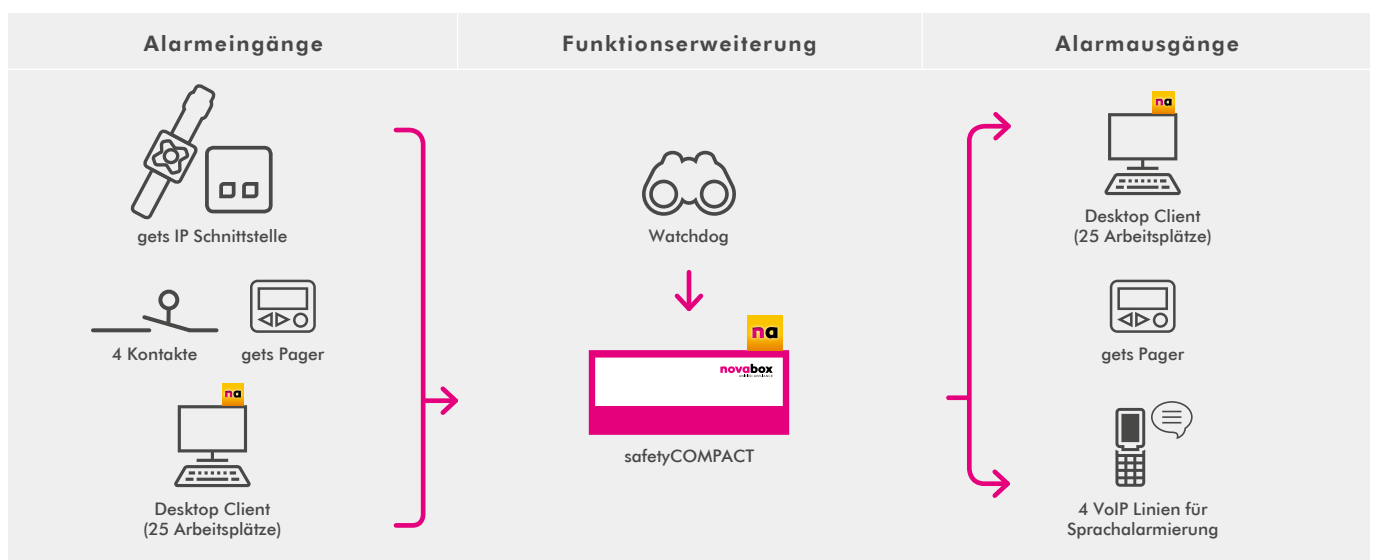 Alarmeingänge
Funktionserweiterung
Alarmausgänge
gets IP Schnittstelle
4 Kontakte
gets Pager
na
Desktop Client
(25 Arbeitsplätze)
Watchdog
na
novabox
safetyCOMPACT
na
Desktop Client
(25 Arbeitsplätze)
gets Pager
4 VoIP Linien für
Sprachalarmierung